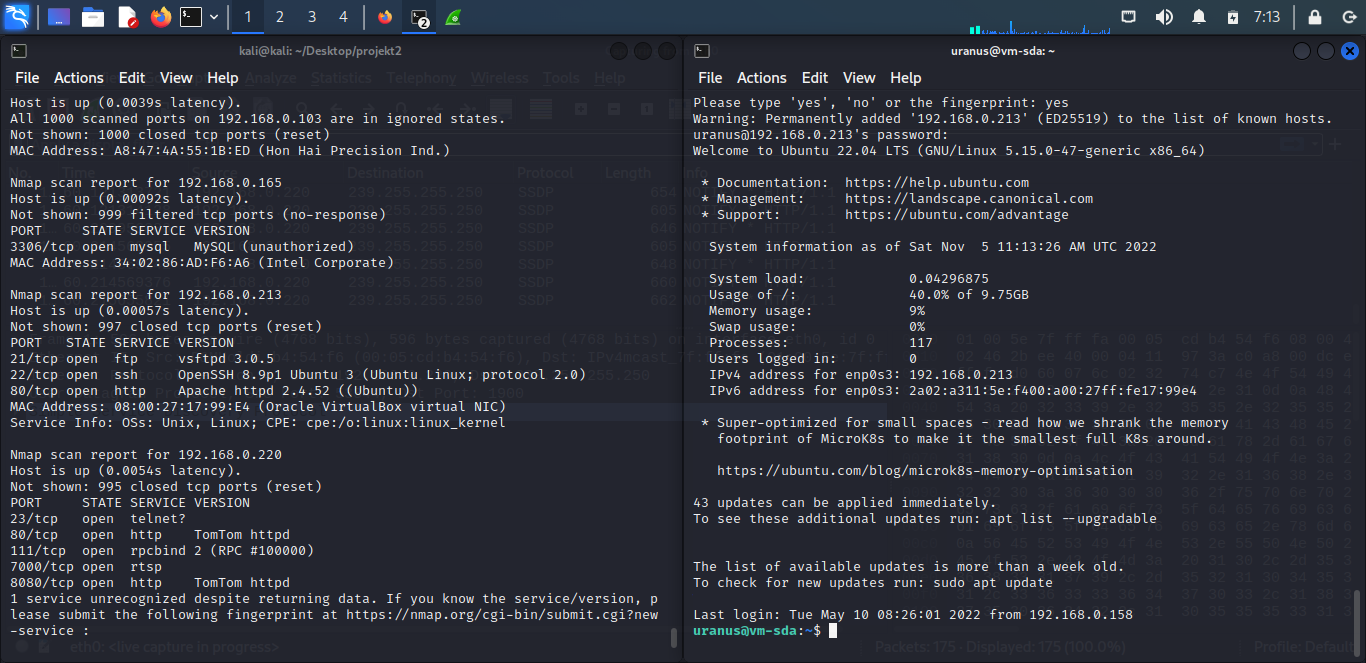 1 2 3 4
2
7:13
kali@kali: ~/Desktop/projekt2
File Actions Edit View Help
Analyze Statistics Telephony Wireless Tools Help
Host is up (0.0039s latency).
All 1000 scanned ports on 192.168.0.103 are in ignored states.
Not shown: 1000 closed tcp ports (reset)
MAC Address: A8:47:4A:55:1B:ED (Hon Hai Precision Ind.)
Nmap scan report for 192.168.0.165
Host is up (0.00092s latency).
Not shown: 999 filtered tcp ports (no-response)
PORT     STATE SERVICE VERSION
3306/tcp open  mysql   MySQL (unauthorized)
MAC Address: 34:02:86:AD:F6:A6 (Intel Corporate)
Nmap scan report for 192.168.0.213
Host is up (0.00057s latency).
Not shown: 997 closed tcp ports (reset)
PORT   STATE SERVICE VERSION
21/tcp open  ftp     vsftpd 3.0.5
22/tcp open  ssh     OpenSSH 8.9p1 Ubuntu 3 (Ubuntu Linux; protocol 2.0)
80/tcp open  http    Apache httpd 2.4.52 ((Ubuntu))
MAC Address: 08:00:27:17:99:E4 (Oracle VirtualBox virtual NIC)
Service Info: OSs: Unix, Linux; CPE: cpe:/o:linux:linux_kernel
Nmap scan report for 192.168.0.220
Host is up (0.0054s latency).
Not shown: 995 closed tcp ports (reset)
PORT     STATE SERVICE VERSION
23/tcp   open  telnet?
80/tcp   open  http    TomTom httpd
111/tcp  open  rpcbind 2 (RPC #100000)
7000/tcp open  rtsp
8080/tcp open  http    TomTom httpd
1 service unrecognized despite returning data. If you know the service/version, p
lease submit the following fingerprint at https://nmap.org/cgi-bin/submit.cgi?new
-service :
eth0: <live capture in progress>
uranus@vm-sda: ~
File Actions Edit View Help
Please type 'yes', 'no' or the fingerprint: yes
Warning: Permanently added '192.168.0.213' (ED25519) to the list of known hosts.
uranus@192.168.0.213's password:
Welcome to Ubuntu 22.04 LTS (GNU/Linux 5.15.0-47-generic x86_64)
* Documentation:  https://help.ubuntu.com
* Management:     https://landscape.canonical.com
* Support:        https://ubuntu.com/advantage
System information as of Sat Nov  5 11:13:26 AM UTC 2022
System load:             0.04296875
Usage of /:              40.0% of 9.75GB
Memory usage:            9%
Swap usage:              0%
Processes:               117
Users logged in:         0
IPv4 address for enp0s3: 192.168.0.213
IPv6 address for enp0s3: 2a02:a311:5e:f400:a00:27ff:fe17:99e4
* Super-optimized for small spaces - read how we shrank the memory
footprint of MicroK8s to make it the smallest full K8s around.
https://ubuntu.com/blog/microk8s-memory-optimisation
43 updates can be applied immediately.
To see these additional updates run: apt list --upgradable
The list of available updates is more than a week old.
To check for new updates run: sudo apt update
Last login: Tue May 10 08:26:01 2022 from 192.168.0.158
uranus@vm-sda:~$
Packets: 175 · Displayed: 175 (100.0%)
Profile: Default